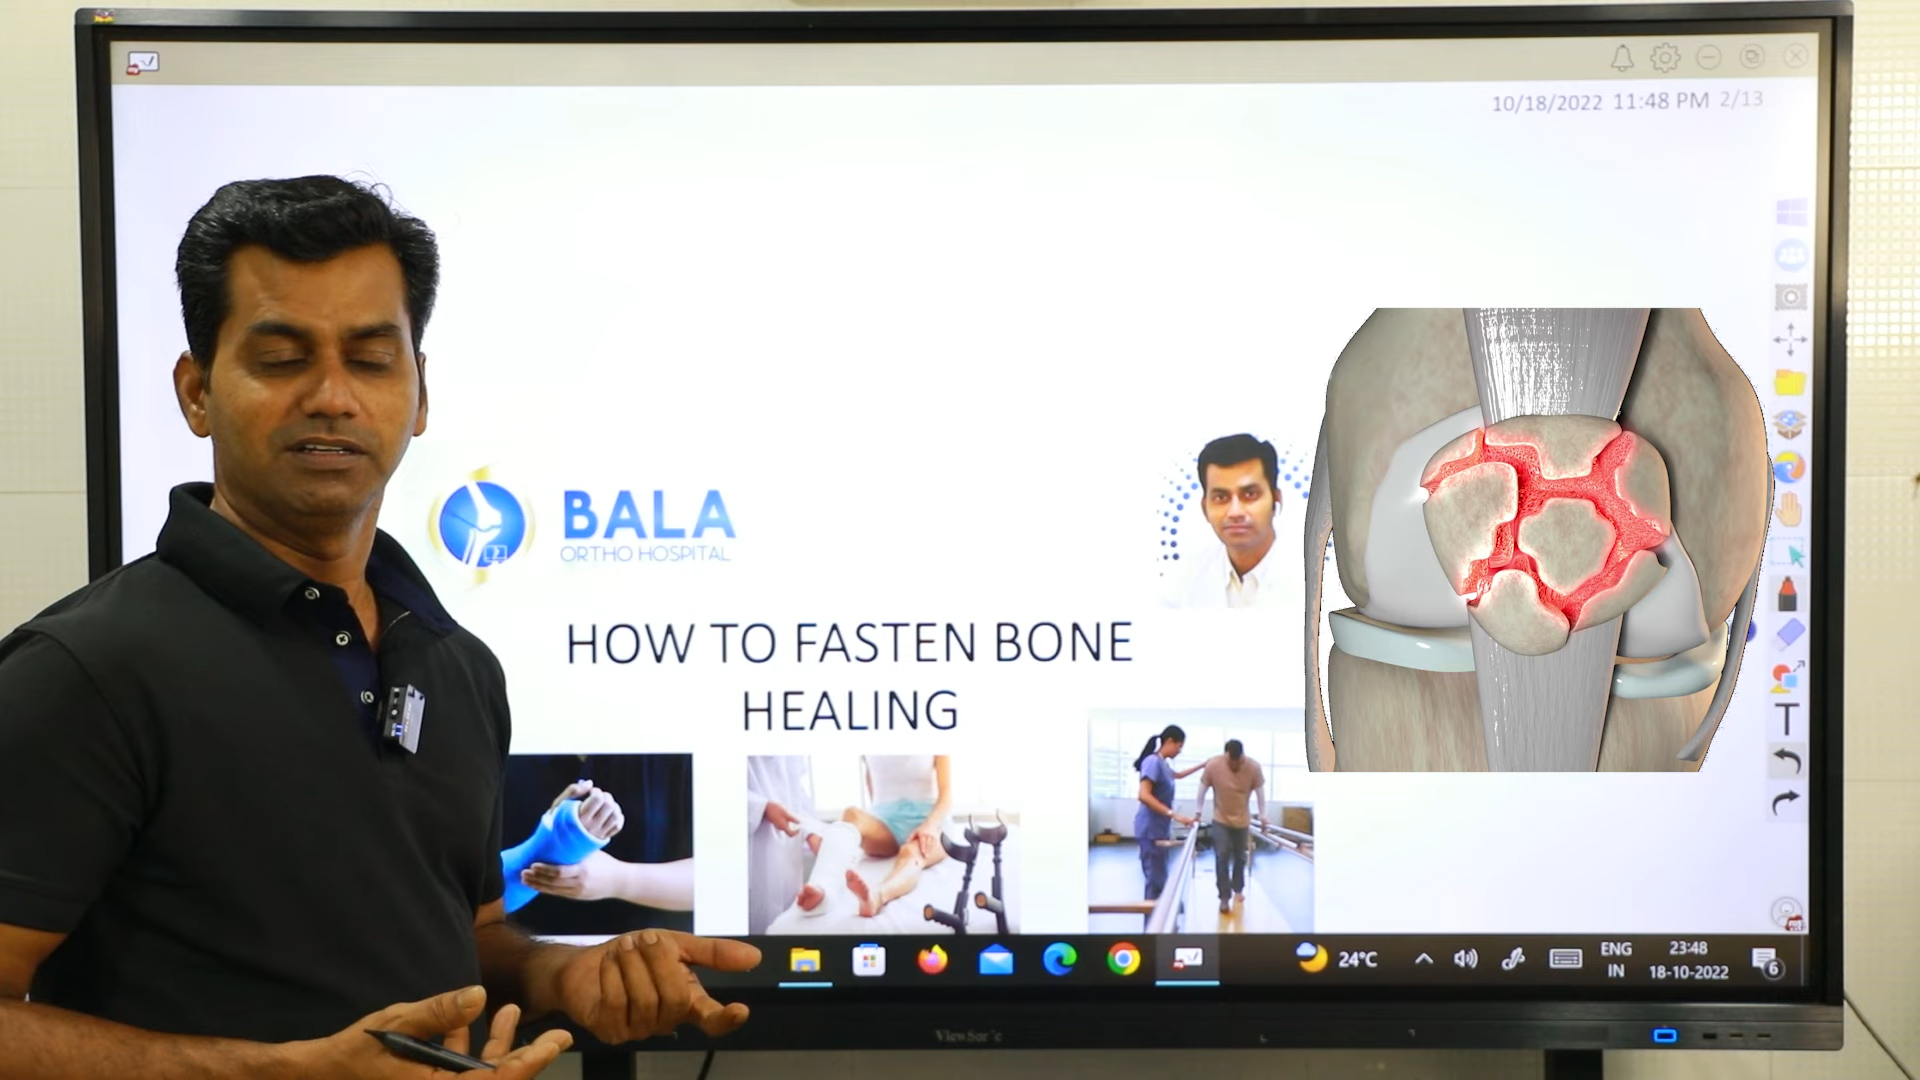 10/18/2022 11:48 PM 2/13
BALA
ORTHO HOSPITAL
HOW TO FASTEN BONE
HEALING
T
24°C
ENG
IN
23:48
18-10-2022
6
ViewSonic